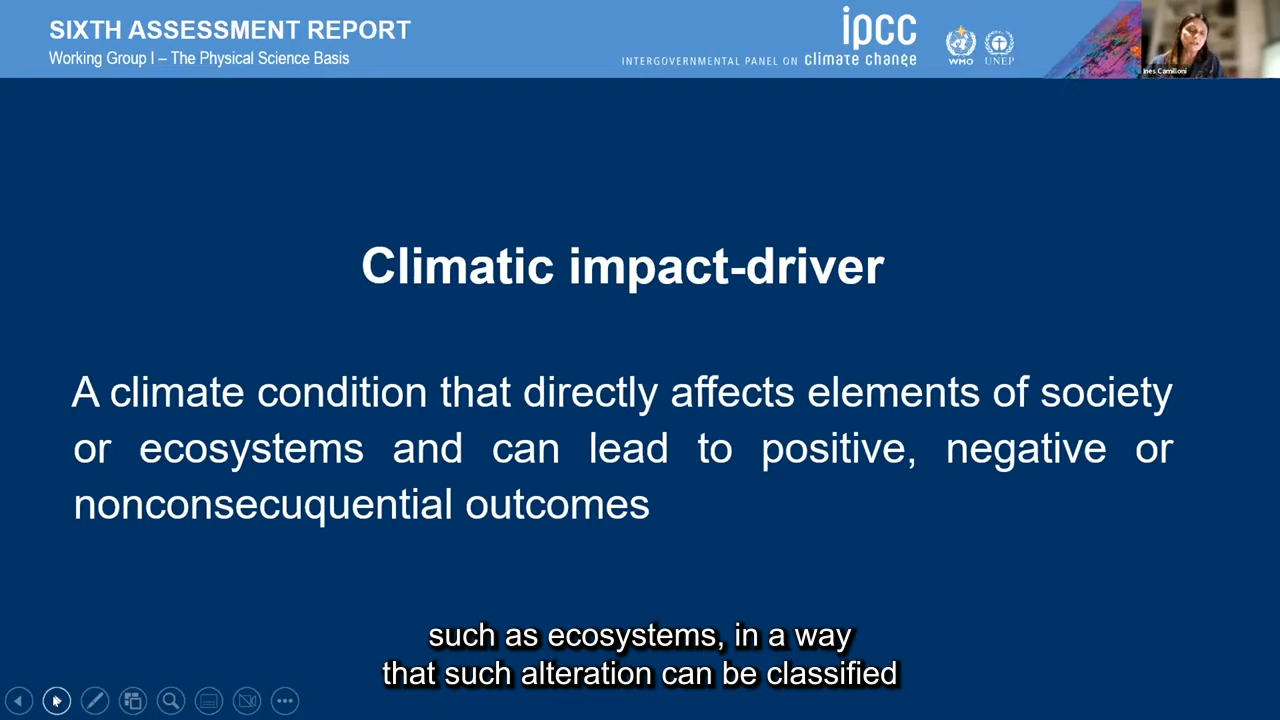 SIXTH ASSESSMENT REPORT
Working Group I – The Physical Science Basis
ipcc
INTERGOVERNMENTAL PANEL ON climate change
WMO
UNEP
Ines Camilloni
Climatic impact-driver
A climate condition that directly affects elements of society
or ecosystems and can lead to positive, negative or
nonconsecuquential outcomes
such as ecosystems, in a way
that such alteration can be classified